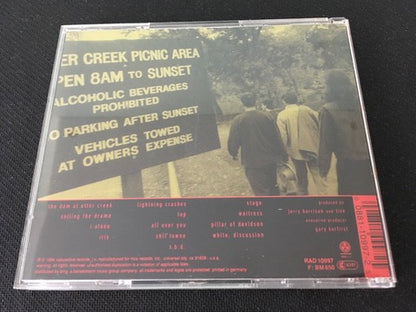 ER CREEK PICNIC AREA
PEN 8AM TO SUNSET
ALCOHOLIC BEVERAGES
PROHIBITED
O PARKING AFTER SUNSET
VEHICLES TOWED
AT OWNERS EXPENSE
the dam at otter creek
selling the drama
i alone
iris
lightning crashes
top
all over you
shit towne
t.b.d.
stage
waitress
pillar of davidson
white, discussion
produced by
jerry harrison and live
executive producer
gary kurfirst
RAD 10997
F: BM 650